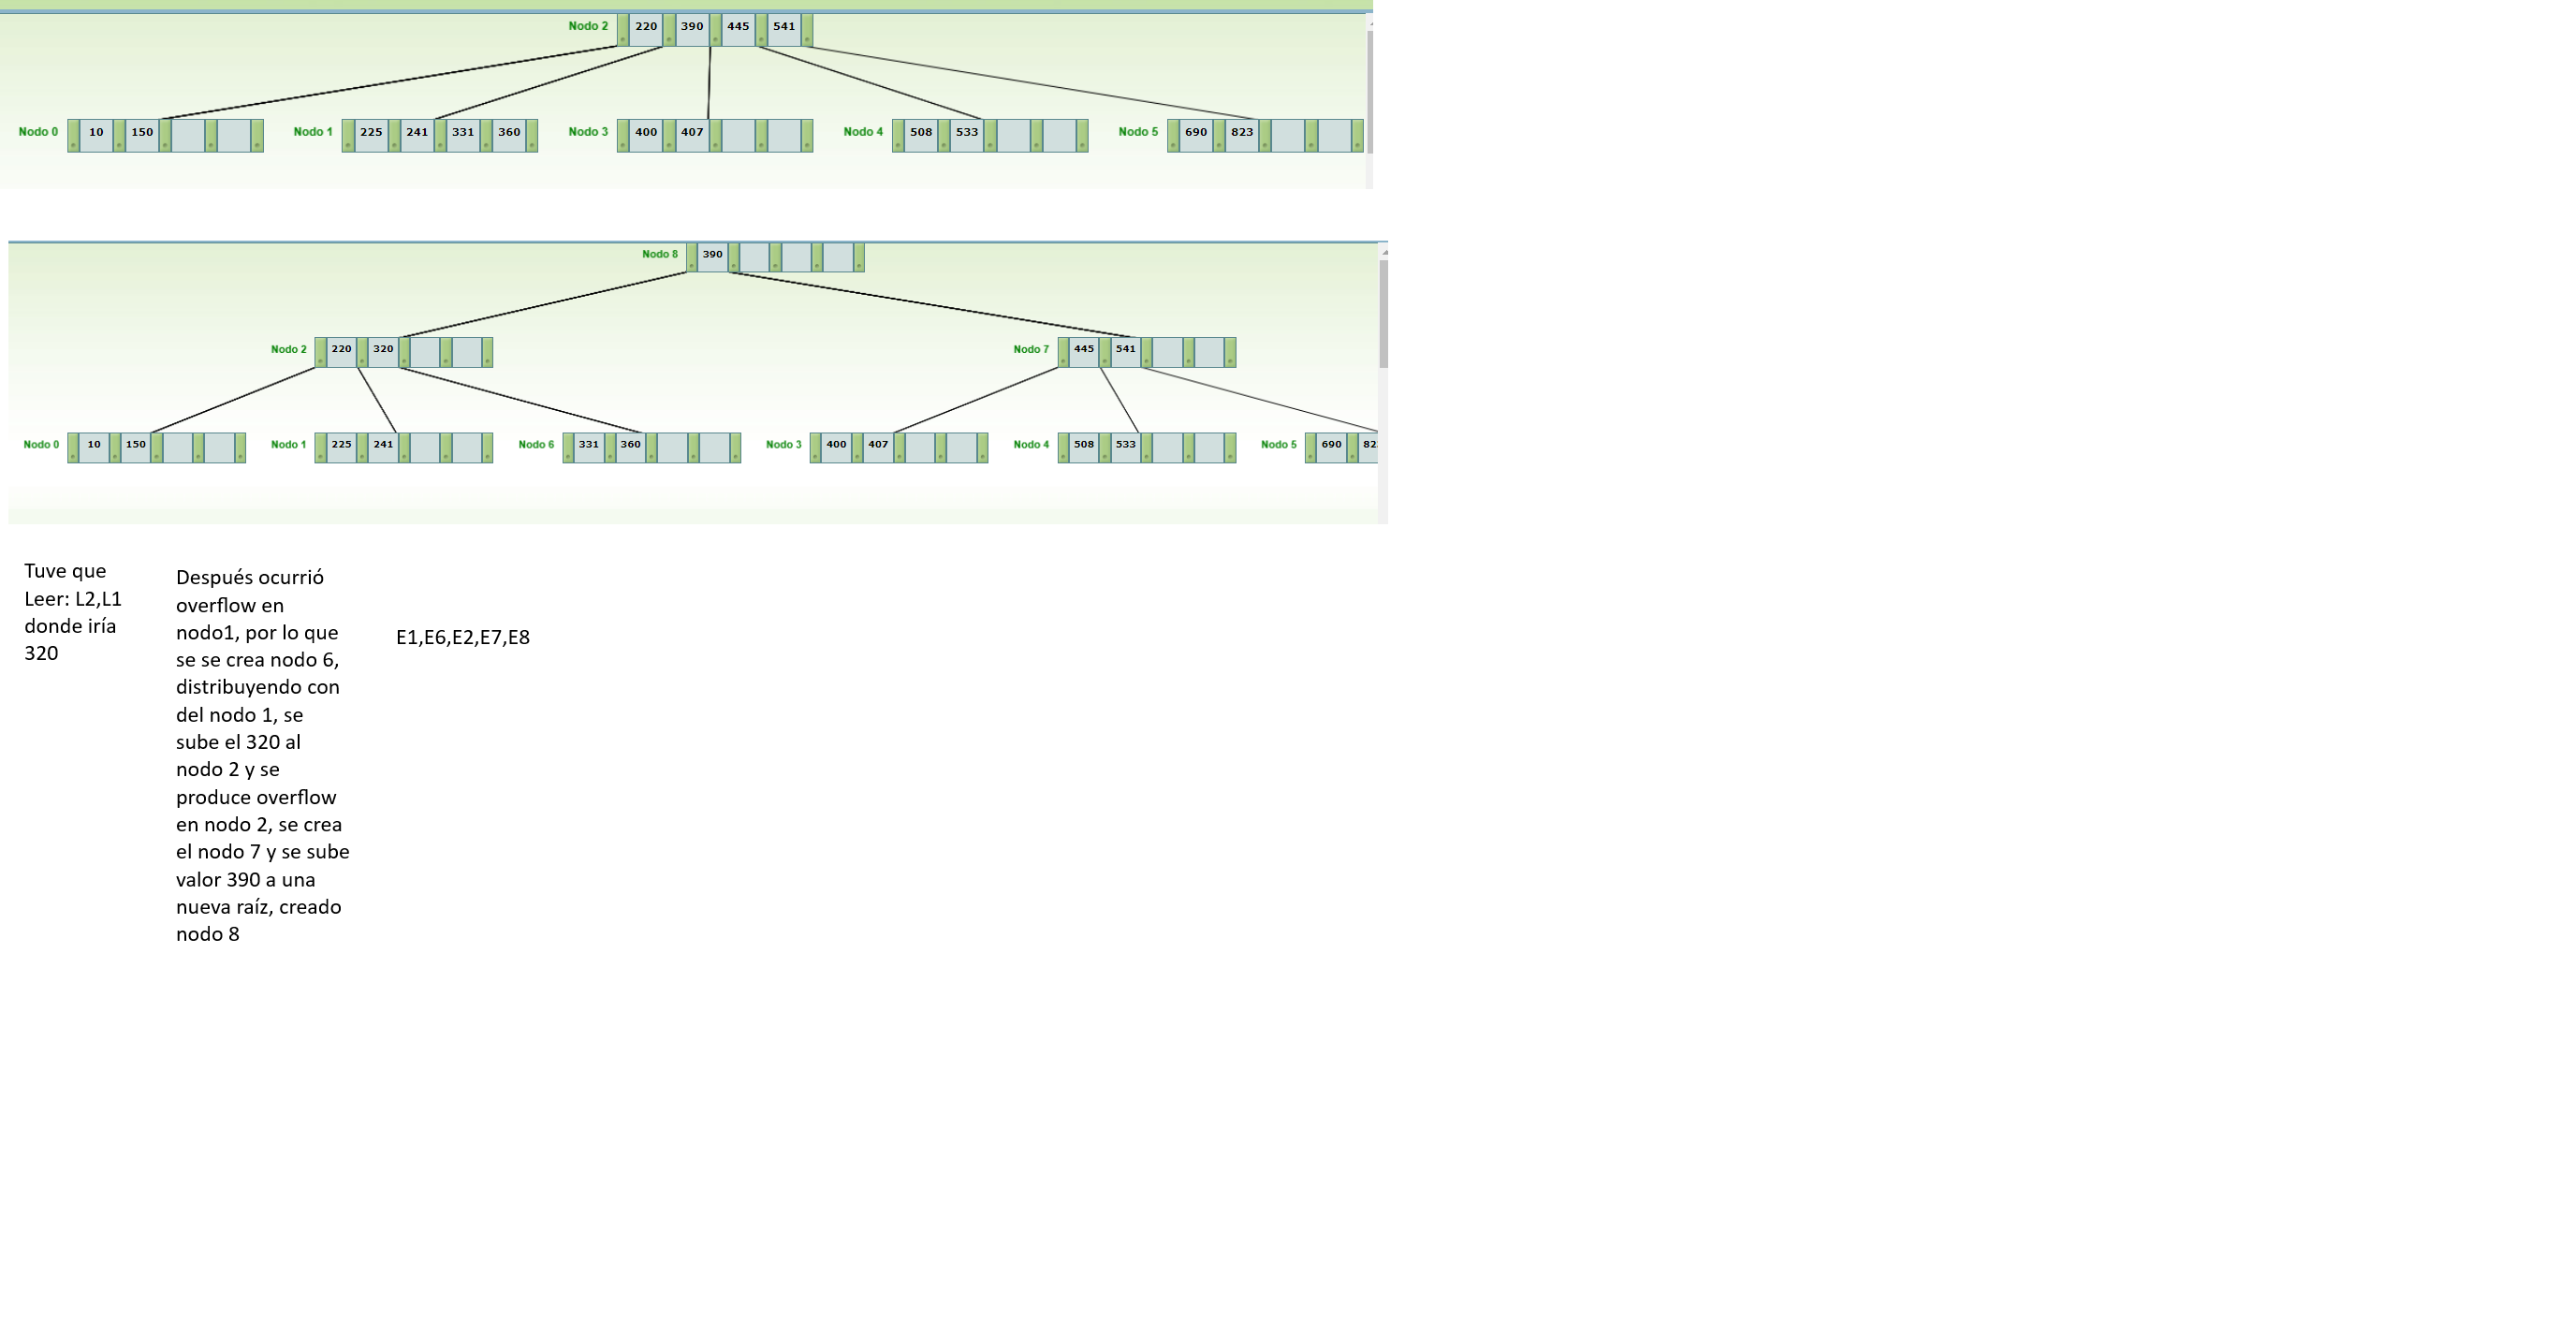 Nodo 2 220 390 445 541
Nodo 0 10 150 Nodo 1 225 241 331 360 Nodo 3 400 407 Nodo 4 508 533 Nodo 5 690 823
Nodo 8 390
Nodo 2 220 320 Nodo 7 445 541
Nodo 0 10 150 Nodo 1 225 241 Nodo 6 331 360 Nodo 3 400 407 Nodo 4 508 533 Nodo 5 690 82
Tuve que
Leer: L2,L1
donde iría
320
Después ocurrió
overflow en
nodo1, por lo que
se se crea nodo 6,
distribuyendo con
del nodo 1, se
sube el 320 al
nodo 2 y se
produce overflow
en nodo 2, se crea
el nodo 7 y se sube
valor 390 a una
nueva raíz, creado
nodo 8
E1,E6,E2,E7,E8